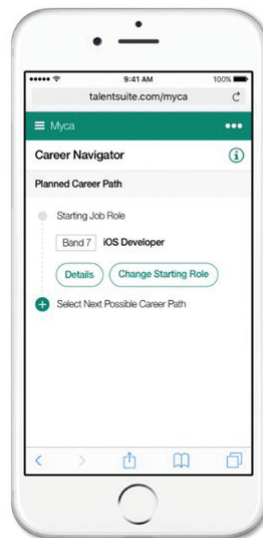 9:41 AM 100%
talentsuite.com/myca
Myca
Career Navigator
Planned Career Path
Starting Job Role
Band 7 iOS Developer
Details Change Starting Role
Select Next Possible Career Path